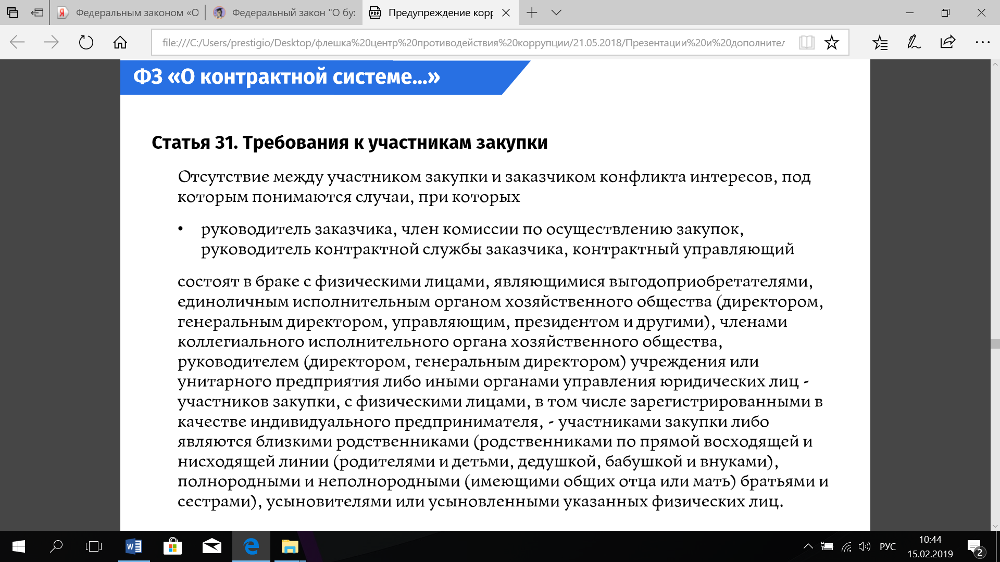 Федеральным законом «О
Федеральный закон "О бу
Предупреждение корр
file:///C:/Users/prestigio/Desktop/флешка%20центр%20противодействия%20коррупции/21.05.2018/Презентации%20и%20дополнител
ФЗ «О контрактной системе...»
Статья 31. Требования к участникам закупки
Отсутствие между участником закупки и заказчиком конфликта интересов, под
которым понимаются случаи, при которых
• руководитель заказчика, член комиссии по осуществлению закупок,
руководитель контрактной службы заказчика, контрактный управляющий
состоят в браке с физическими лицами, являющимися выгодоприобретателями,
единоличным исполнительным органом хозяйственного общества (директором,
генеральным директором, управляющим, президентом и другими), членами
коллегиального исполнительного органа хозяйственного общества,
руководителем (директором, генеральным директором) учреждения или
унитарного предприятия либо иными органами управления юридических лиц -
участников закупки, с физическими лицами, в том числе зарегистрированными в
качестве индивидуального предпринимателя, - участниками закупки либо
являются близкими родственниками (родственниками по прямой восходящей и
нисходящей линии (родителями и детьми, дедушкой, бабушкой и внуками),
полнородными и неполнородными (имеющими общих отца или мать) братьями и
сестрами), усыновителями или усыновленными указанных физических лиц.
РУС
10:44
15.02.2019
2